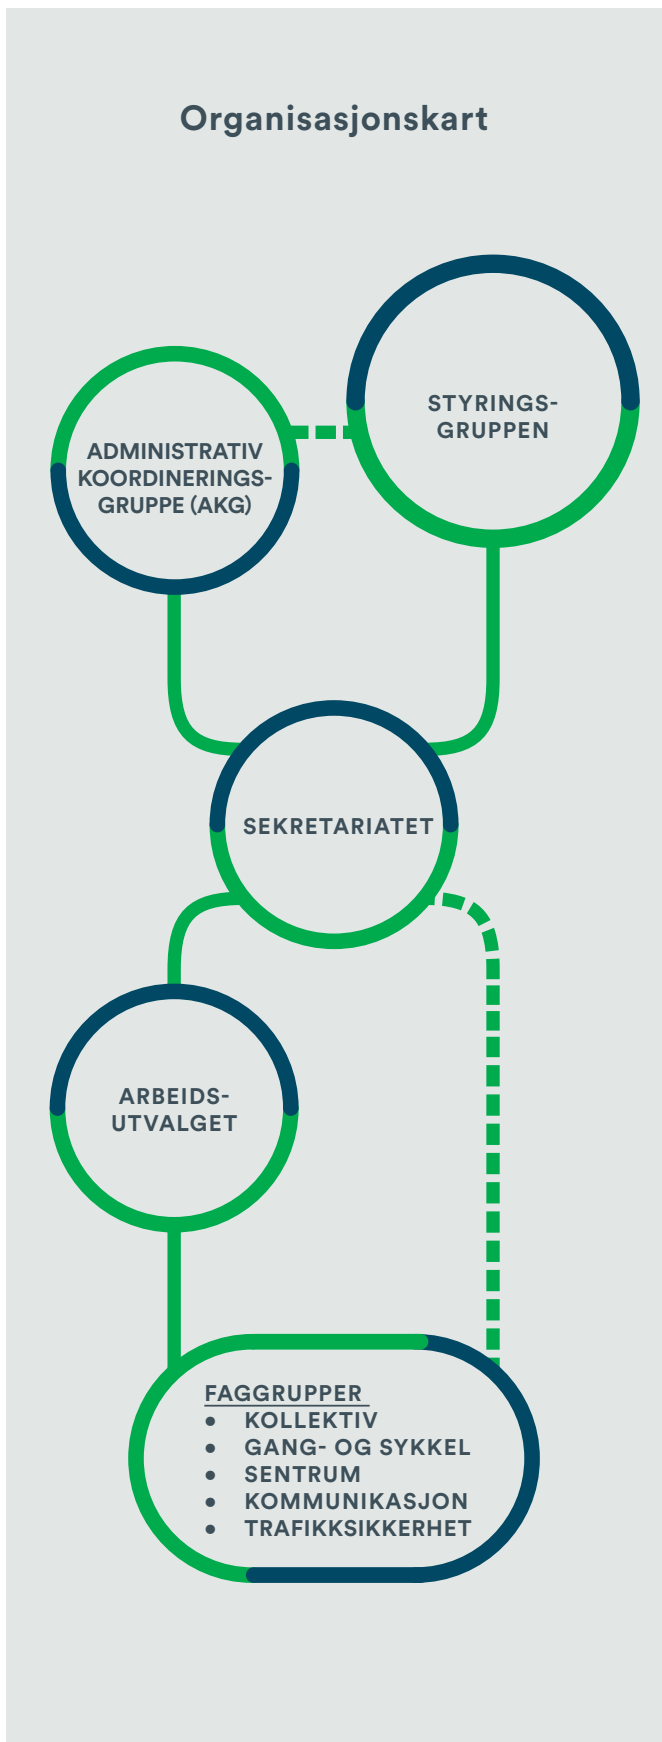 Organisasjonskart
STYRINGS-
GRUPPEN
ADMINISTRATIV
KOORDINERINGS-
GRUPPE (AKG)
SEKRETARIATET
ARBEIDS-
UTVALGET
FAGGRUPPER
• KOLLEKTIV
• GANG- OG SYKKEL
• SENTRUM
• KOMMUNIKASJON
• TRAFIKKSIKKERHET